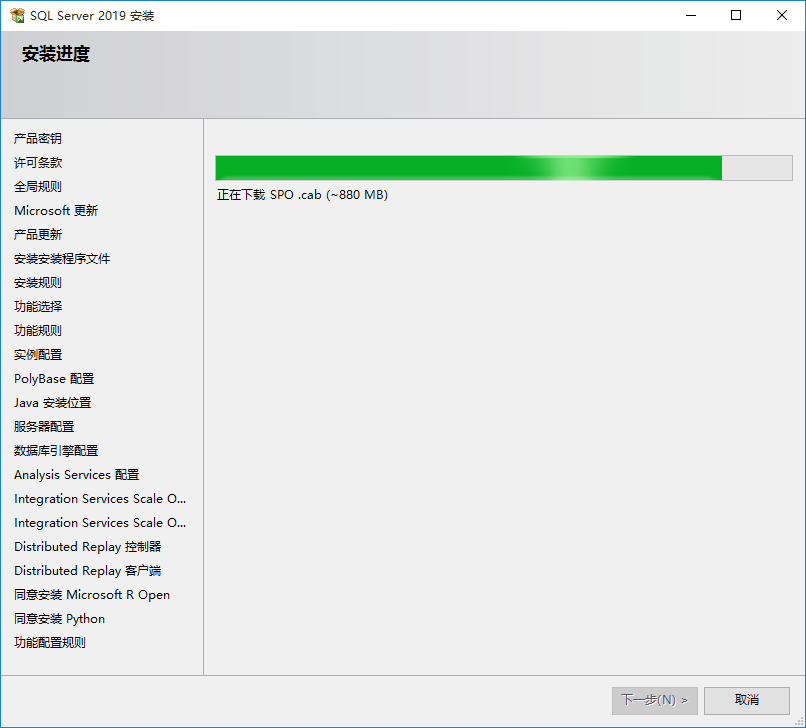 SQL Server 2019 安装
安装进度
产品密钥
许可条款
全局规则
Microsoft 更新
产品更新
安装安装程序文件
安装规则
功能选择
功能规则
实例配置
PolyBase 配置
Java 安装位置
服务器配置
数据库引擎配置
Analysis Services 配置
Integration Services Scale O...
Integration Services Scale O...
Distributed Replay 控制器
Distributed Replay 客户端
同意安装 Microsoft R Open
同意安装 Python
功能配置规则
正在下载 SPO .cab (~880 MB)
下一步(N) >
取消